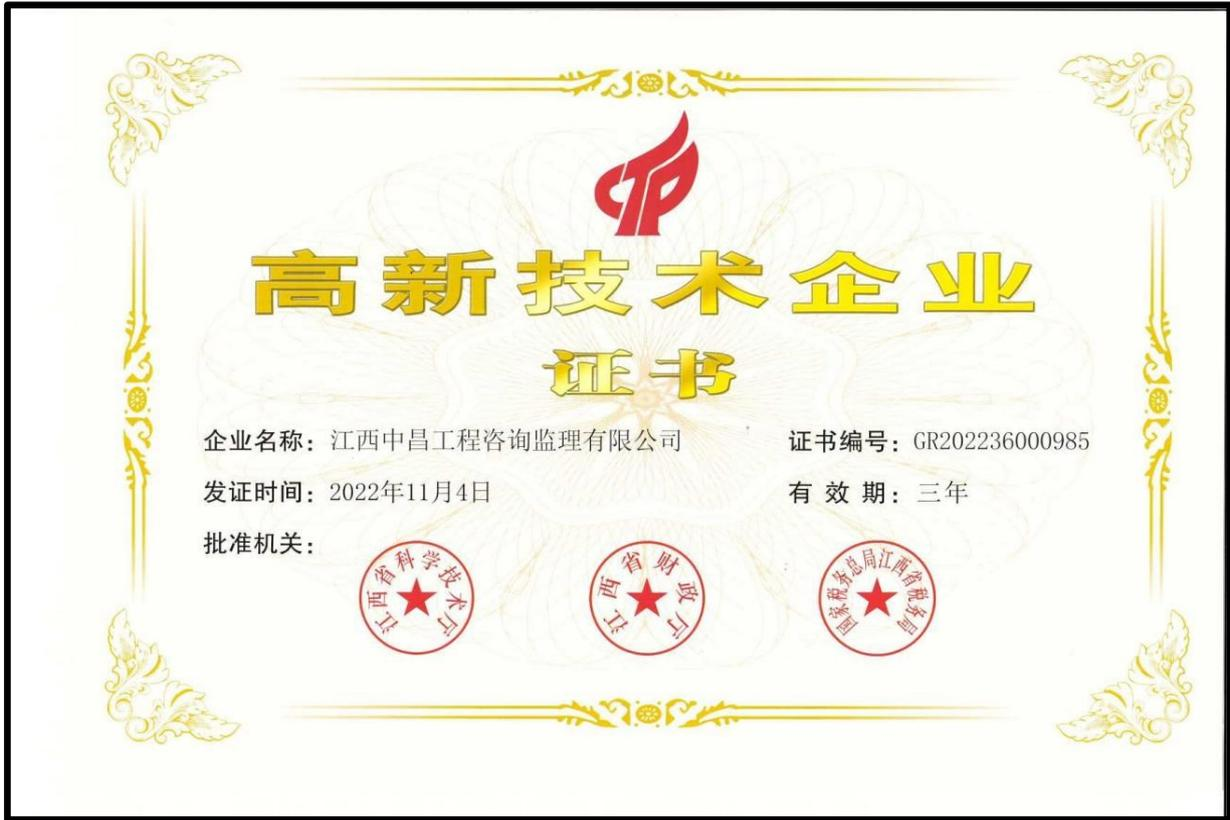 CTP
高新技术企业
证书
企业名称：江西中昌工程咨询监理有限公司 证书编号：GR202236000985
发证时间：2022年11月4日 有效期：三年
批准机关：
江西省科学技术厅 江西省财政厅 国家税务总局江西省税务局